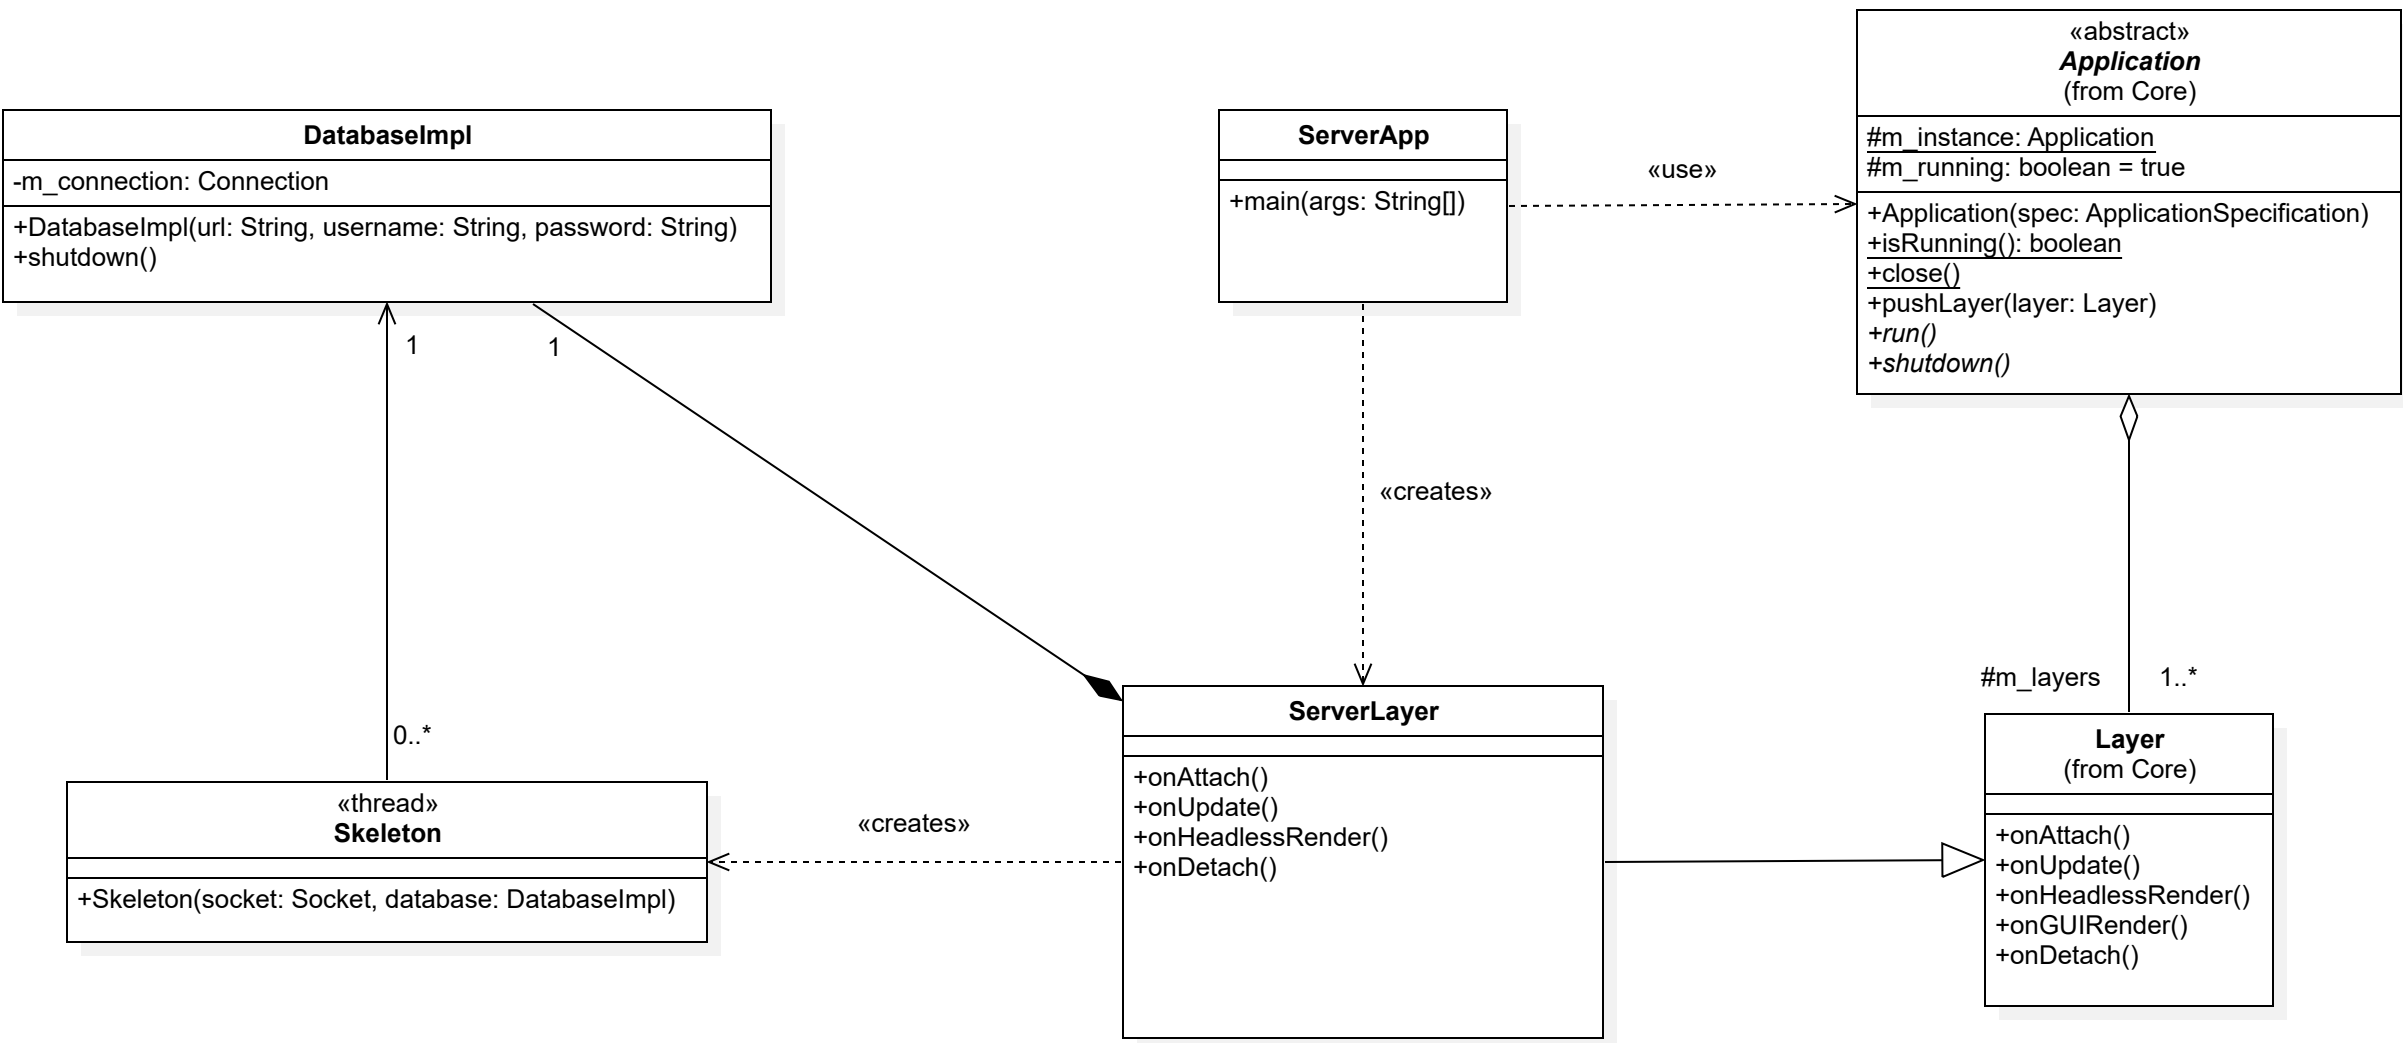 DatabaseImpl
-m_connection: Connection
+DatabaseImpl(url: String, username: String, password: String)
+shutdown()
ServerApp
+main(args: String[])
«use»
«abstract»
Application
(from Core)
#m_instance: Application
#m_running: boolean = true
+Application(spec: ApplicationSpecification)
+isRunning(): boolean
+close()
+pushLayer(layer: Layer)
+run()
+shutdown()
1
1
«creates»
#m_layers
1..*
0..*
«thread»
Skeleton
+Skeleton(socket: Socket, database: DatabaseImpl)
«creates»
ServerLayer
+onAttach()
+onUpdate()
+onHeadlessRender()
+onDetach()
Layer
(from Core)
+onAttach()
+onUpdate()
+onHeadlessRender()
+onGUIRender()
+onDetach()